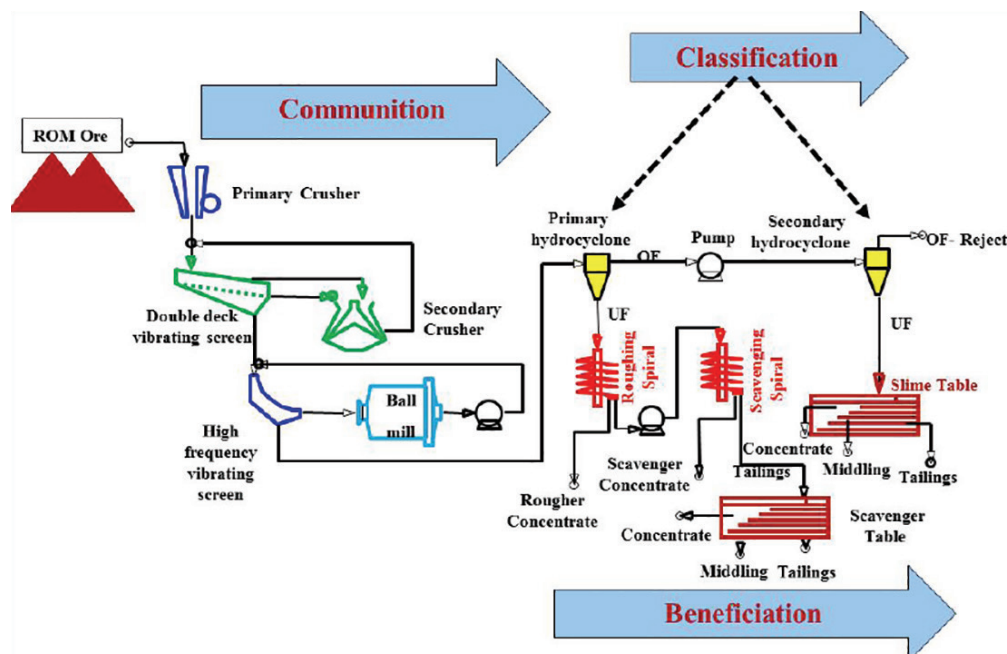 Classification
Communition
ROM Ore
Primary Crusher
Primary
hydrocyclone
OF
Pump
Secondary
hydrocyclone
OF- Reject
Double deck
vibrating screen
Secondary
Crusher
UF
UF
Roughing
Spiral
Scavenging
Spiral
Slime Table
Ball
mill
High
frequency
vibrating
screen
Rougher
Concentrate
Scavenger
Concentrate
Tailings
Concentrate
Middling
Tailings
Concentrate
Scavenger
Table
Middling
Tailings
Beneficiation